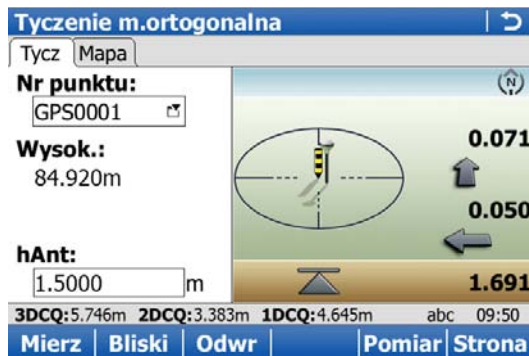 Tyczenie m.ortogonalna
Tycz Mapa
Nr punktu:
GPS0001
N
Wysok.:
84.920m
0.071
0.050
hAnt:
1.5000 m
1.691
3DCQ:5.746m 2DCQ:3.383m 1DCQ:4.645m abc 09:50
Mierz Bliski Odwr Pomiar Strona